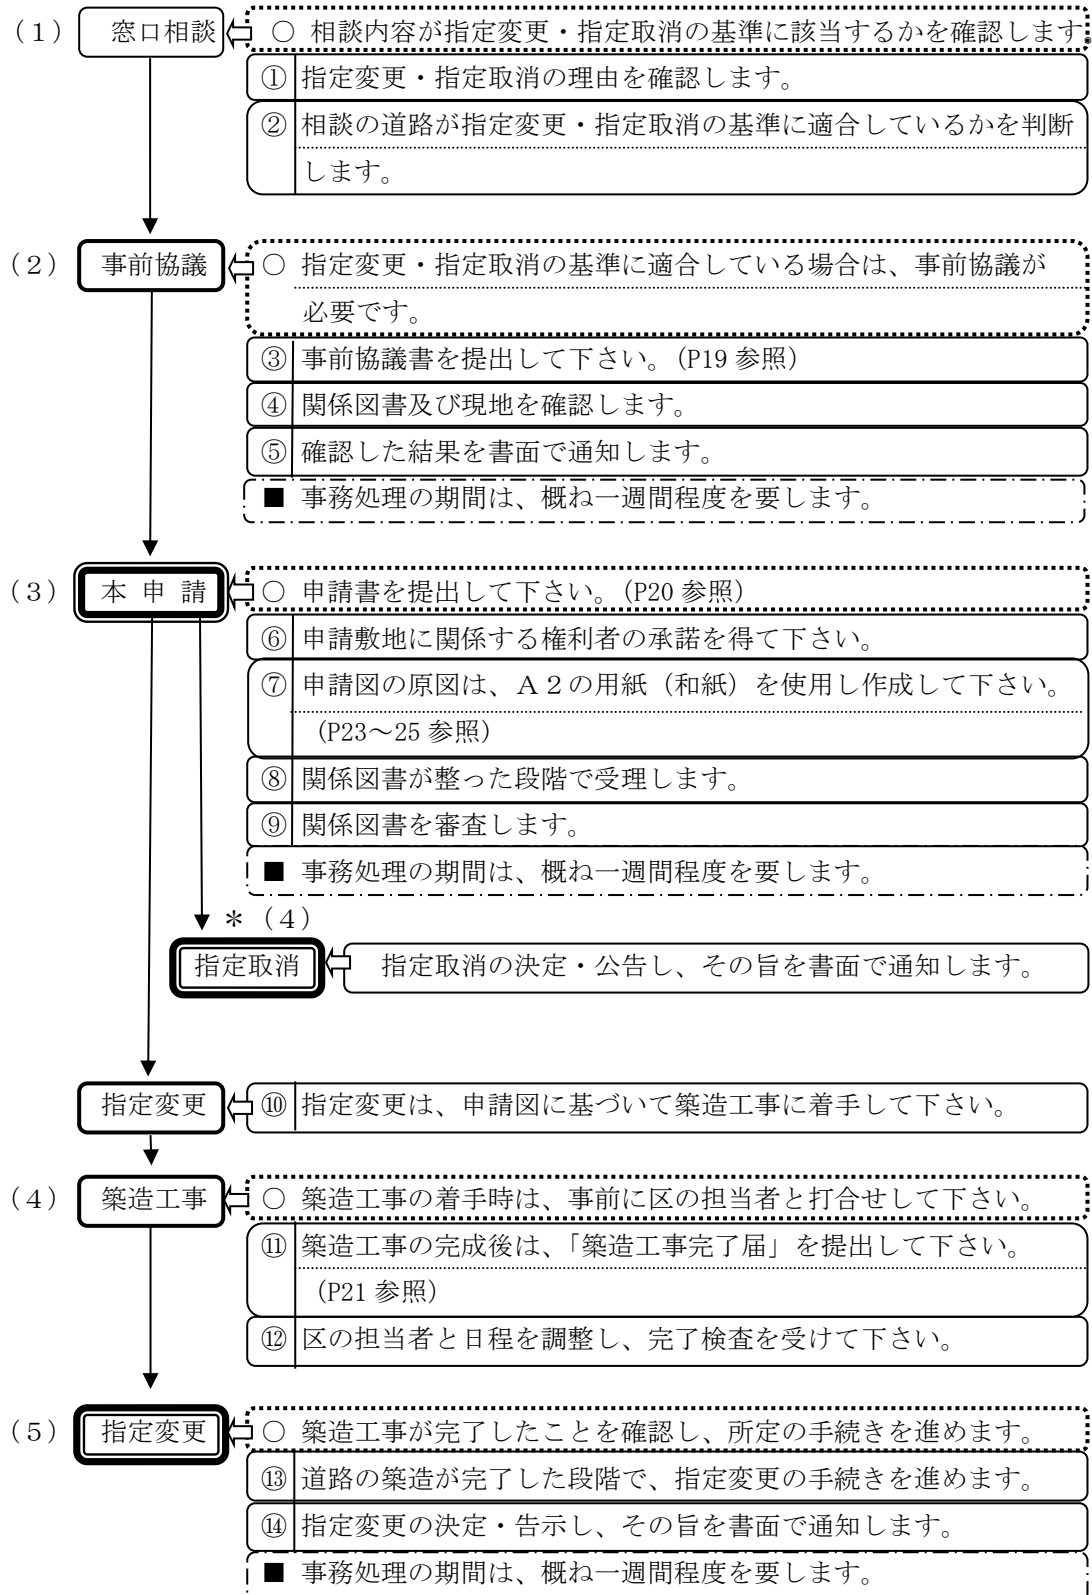 （１） 窓口相談 ○ 相談内容が指定変更・指定取消の基準に該当するかを確認します。
① 指定変更・指定取消の理由を確認します。
② 相談の道路が指定変更・指定取消の基準に適合しているかを判断
します。
（２） 事前協議 ○ 指定変更・指定取消の基準に適合している場合は、事前協議が
必要です。
③ 事前協議書を提出して下さい。（P19 参照）
④ 関係図書及び現地を確認します。
⑤ 確認した結果を書面で通知します。
■ 事務処理の期間は、概ね一週間程度を要します。
（３） 本 申 請 ○ 申請書を提出して下さい。（P20 参照）
⑥ 申請敷地に関係する権利者の承諾を得て下さい。
⑦ 申請図の原図は、Ａ２の用紙（和紙）を使用し作成して下さい。
（P23～25 参照）
⑧ 関係図書が整った段階で受理します。
⑨ 関係図書を審査します。
■ 事務処理の期間は、概ね一週間程度を要します。
＊（４）
指定取消 指定取消の決定・公告し、その旨を書面で通知します。
指定変更 ⑩ 指定変更は、申請図に基づいて築造工事に着手して下さい。
（４） 築造工事 ○ 築造工事の着手時は、事前に区の担当者と打合せして下さい。
⑪ 築造工事の完成後は、「築造工事完了届」を提出して下さい。
（P21 参照）
⑫ 区の担当者と日程を調整し、完了検査を受けて下さい。
（５） 指定変更 ○ 築造工事が完了したことを確認し、所定の手続きを進めます。
⑬ 道路の築造が完了した段階で、指定変更の手続きを進めます。
⑭ 指定変更の決定・告示し、その旨を書面で通知します。
■ 事務処理の期間は、概ね一週間程度を要します。